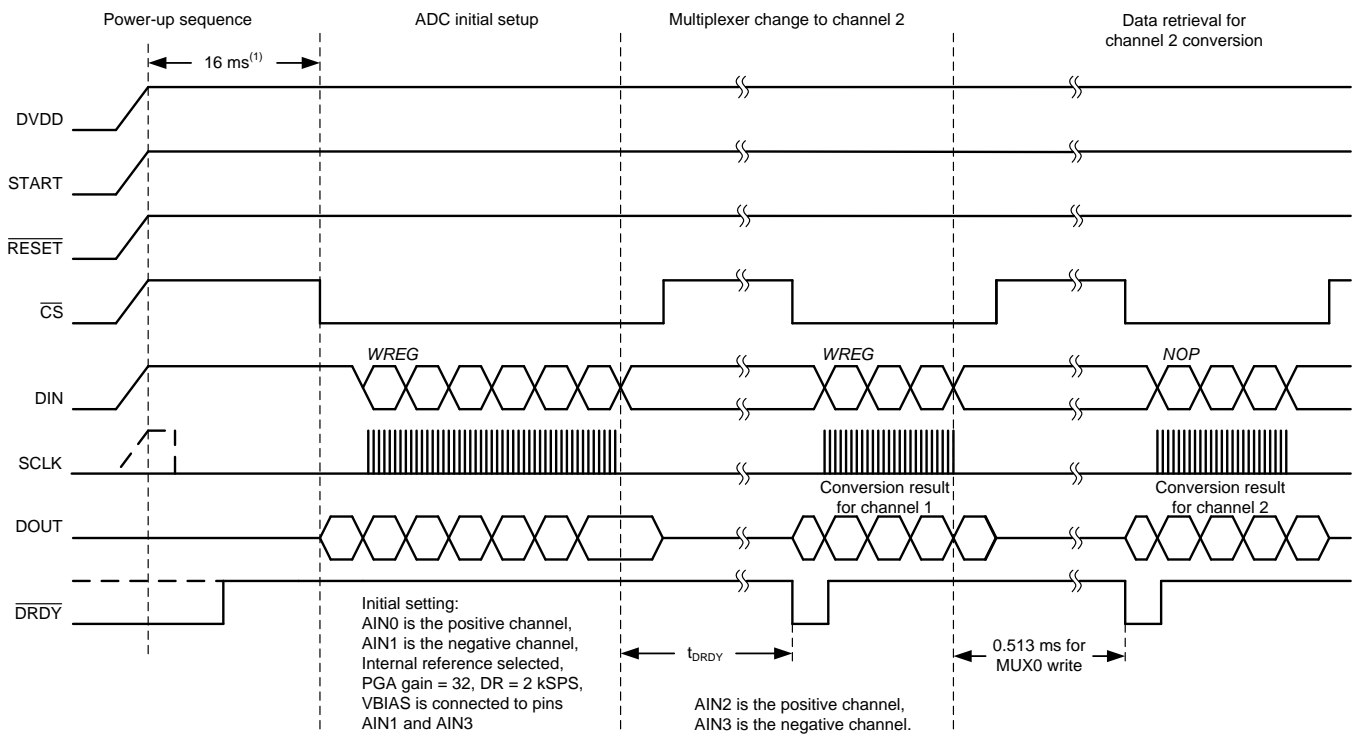 Power-up sequence
ADC initial setup
Multiplexer change to channel 2
Data retrieval for
channel 2 conversion
16 ms(1)
DVDD
START
RESET
CS
WREG
WREG
NOP
DIN
SCLK
Conversion result
for channel 1
Conversion result
for channel 2
DOUT
DRDY
Initial setting:
AIN0 is the positive channel,
AIN1 is the negative channel,
Internal reference selected,
PGA gain = 32, DR = 2 kSPS,
VBIAS is connected to pins
AIN1 and AIN3
tDRDY
0.513 ms for
MUX0 write
AIN2 is the positive channel,
AIN3 is the negative channel.